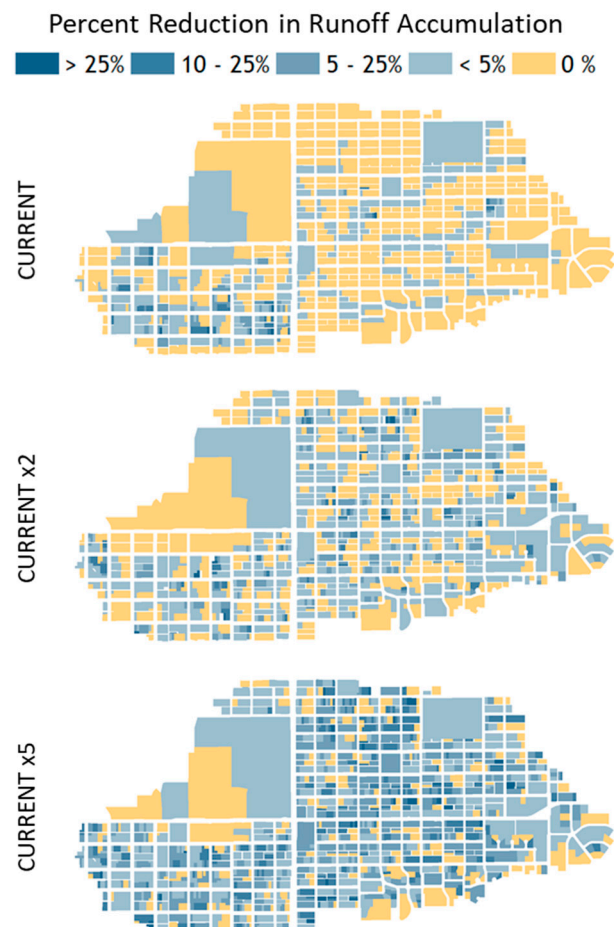 Percent Reduction in Runoff Accumulation
> 25% 10 - 25% 5 - 25% < 5% 0 %
CURRENT
CURRENT x2
CURRENT x5